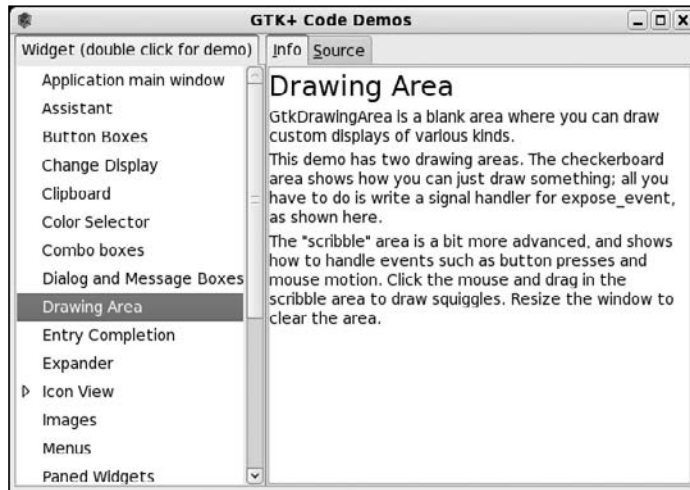 GTK+ Code Demos
Widget (double click for demo)
Info
Source
Application main window
Assistant
Button Boxes
Change Display
Clipboard
Color Selector
Combo boxes
Dialog and Message Boxes
Drawing Area
Entry Completion
Expander
Icon View
Images
Menus
Paned Widgets
Drawing Area
GtkDrawingArea is a blank area where you can draw
custom displays of various kinds.
This demo has two drawing areas. The checkerboard
area shows how you can just draw something; all you
have to do is write a signal handler for expose_event,
as shown here.
The "scribble" area is a bit more advanced, and shows
how to handle events such as button presses and
mouse motion. Click the mouse and drag in the
scribble area to draw squiggles. Resize the window to
clear the area.